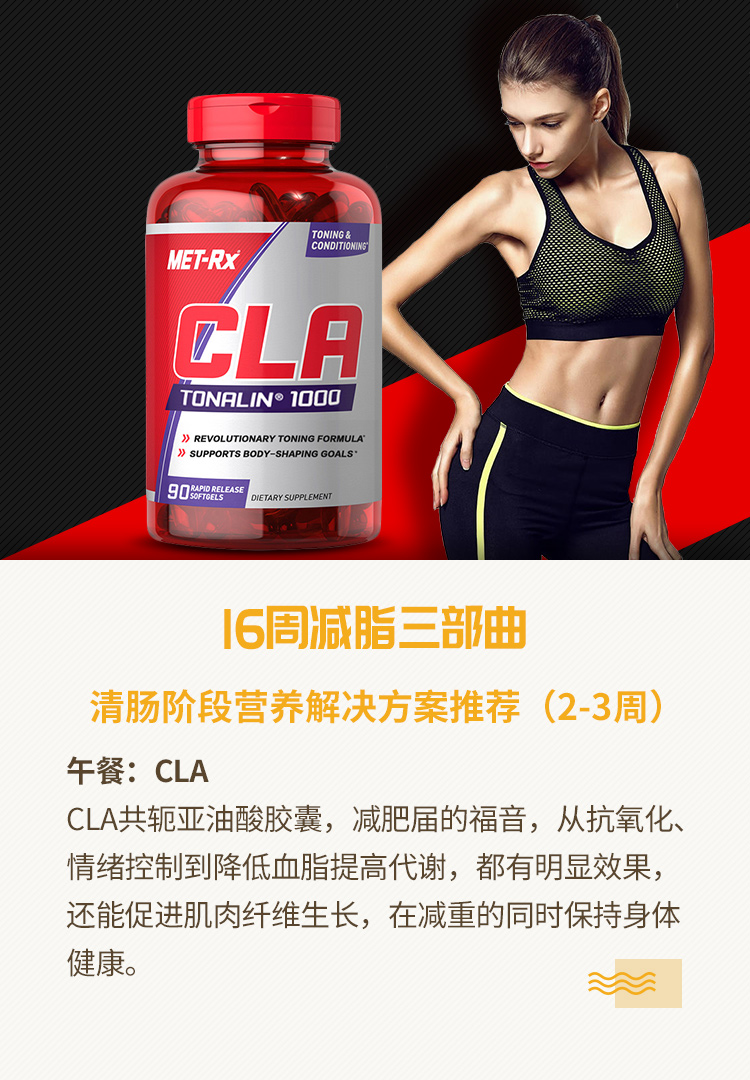 MET-Rx
TONING &
CONDITIONING*
CLA
TONALIN® 1000
» REVOLUTIONARY TONING FORMULA*
» SUPPORTS BODY-SHAPING GOALS*
90 RAPID RELEASE
SOFTGELS
DIETARY SUPPLEMENT
16周减脂三部曲
清肠阶段营养解决方案推荐（2-3周）
午餐：CLA
CLA共轭亚油酸胶囊，减肥届的福音，从抗氧化、
情绪控制到降低血脂提高代谢，都有明显效果，
还能促进肌肉纤维生长，在减重的同时保持身体
健康。